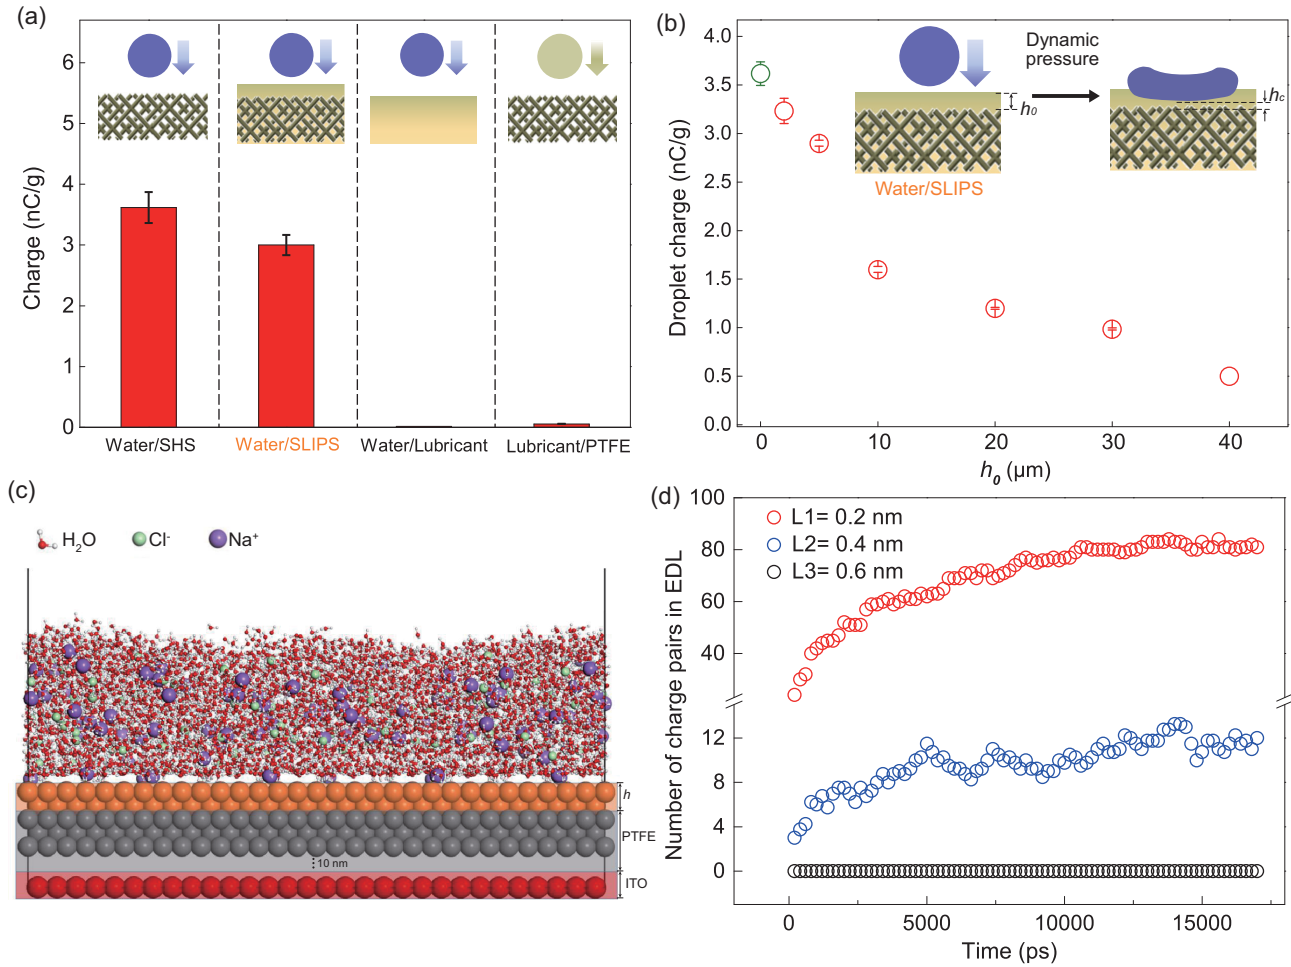 (a)
Charge (nC/g)
6
5
4
3
2
1
0
Water/SHS
Water/SLIPS
Water/Lubricant
Lubricant/PTFE
(b)
Droplet charge (nC/g)
4.0
3.5
3.0
2.5
2.0
1.5
1.0
0.5
0.0
Dynamic
pressure
h0
hc
Water/SLIPS
0 10 20 30 40
h0 (µm)
(c)
H2O Cl- Na+
h
PTFE
10 nm
ITO
(d)
Number of charge pairs in EDL
100
80
60
40
12
8
4
0
L1= 0.2 nm
L2= 0.4 nm
L3= 0.6 nm
0 5000 10000 15000
Time (ps)